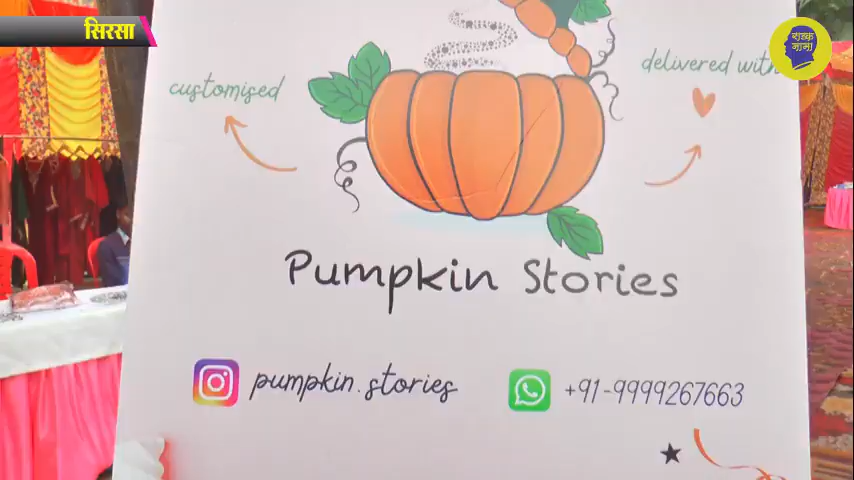 सिरसा
customised
delivered with
Pumpkin Stories
pumpkin.stories
+91-9999267663